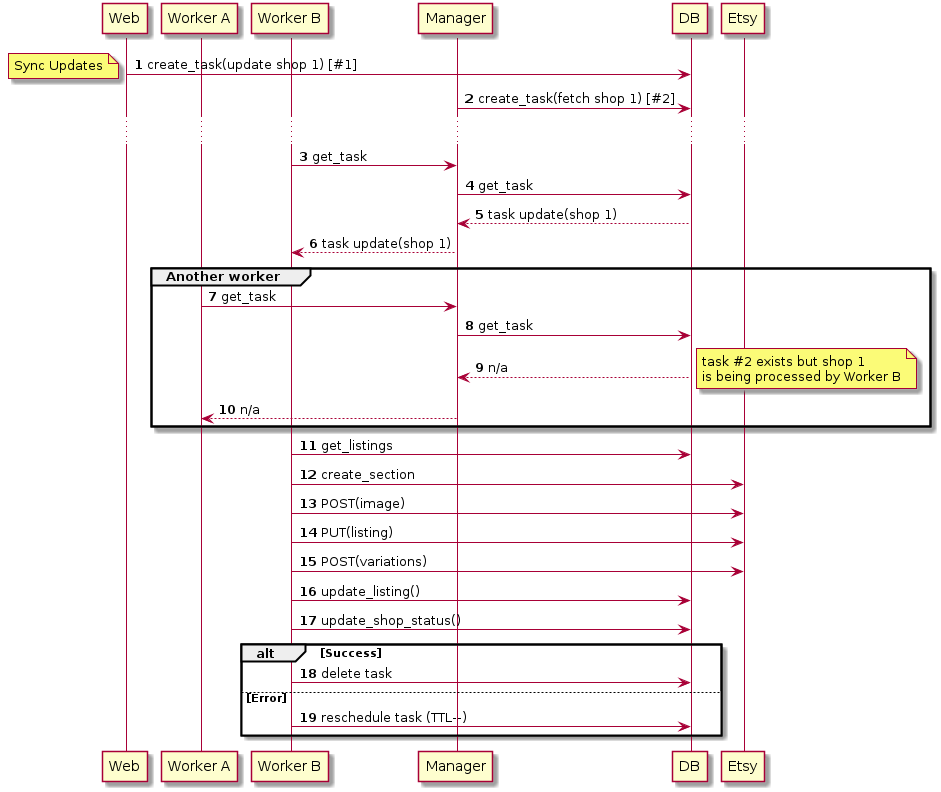 Web Worker A Worker B Manager DB Etsy
Sync Updates
1 create_task(update shop 1) [#1]
2 create_task(fetch shop 1) [#2]
3 get_task
4 get_task
5 task update(shop 1)
6 task update(shop 1)
Another worker
7 get_task
8 get_task
task #2 exists but shop 1
is being processed by Worker B
9 n/a
10 n/a
11 get_listings
12 create_section
13 POST(image)
14 PUT(listing)
15 POST(variations)
16 update_listing()
17 update_shop_status()
alt [Success]
18 delete task
[Error]
19 reschedule task (TTL--)
Web Worker A Worker B Manager DB Etsy